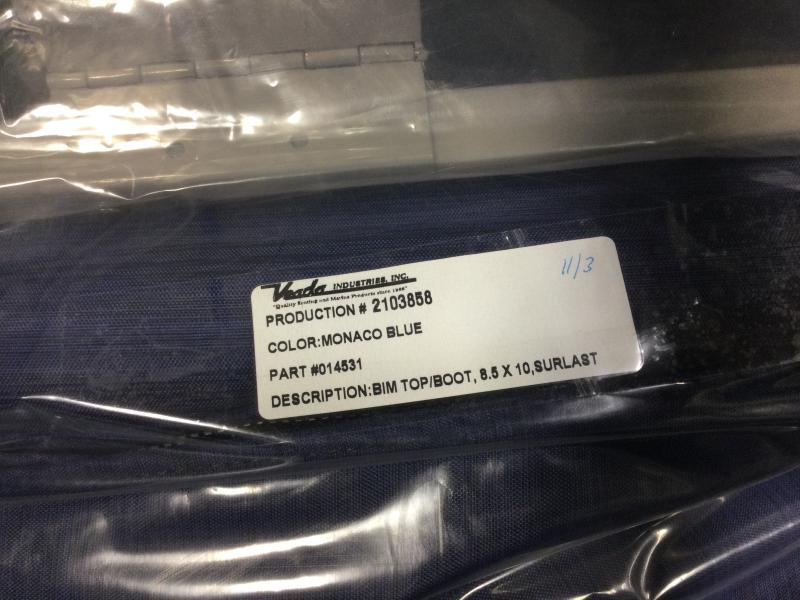 Veada INDUSTRIES, INC.
"Quality Seating and Marine Products since 1968"
11/3
PRODUCTION # 2103858
COLOR:MONACO BLUE
PART #014531
DESCRIPTION:BIM TOP/BOOT, 8.5 X 10,SURLAST